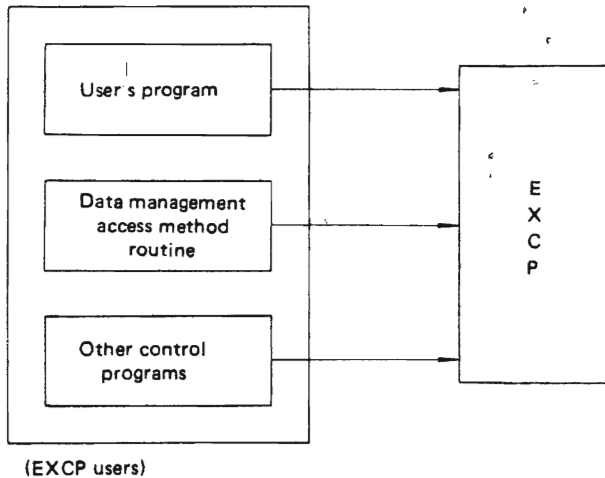 User's program
Data management
access method
routine
Other control
programs
E
X
C
P
(EXCP users)